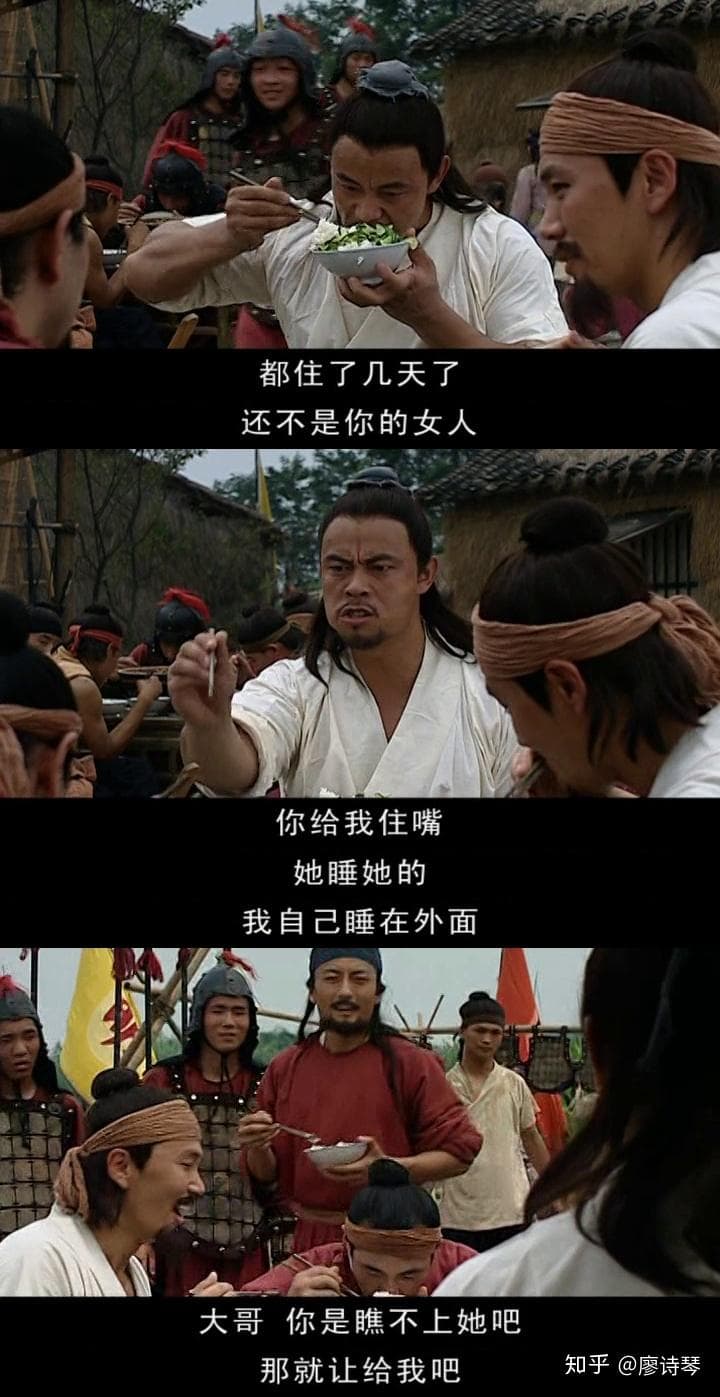 都住了几天了
还不是你的女人
你给我住嘴
她睡她的
我自己睡在外面
大哥 你是瞧不上她吧
那就让给我吧
知乎 @廖诗琴